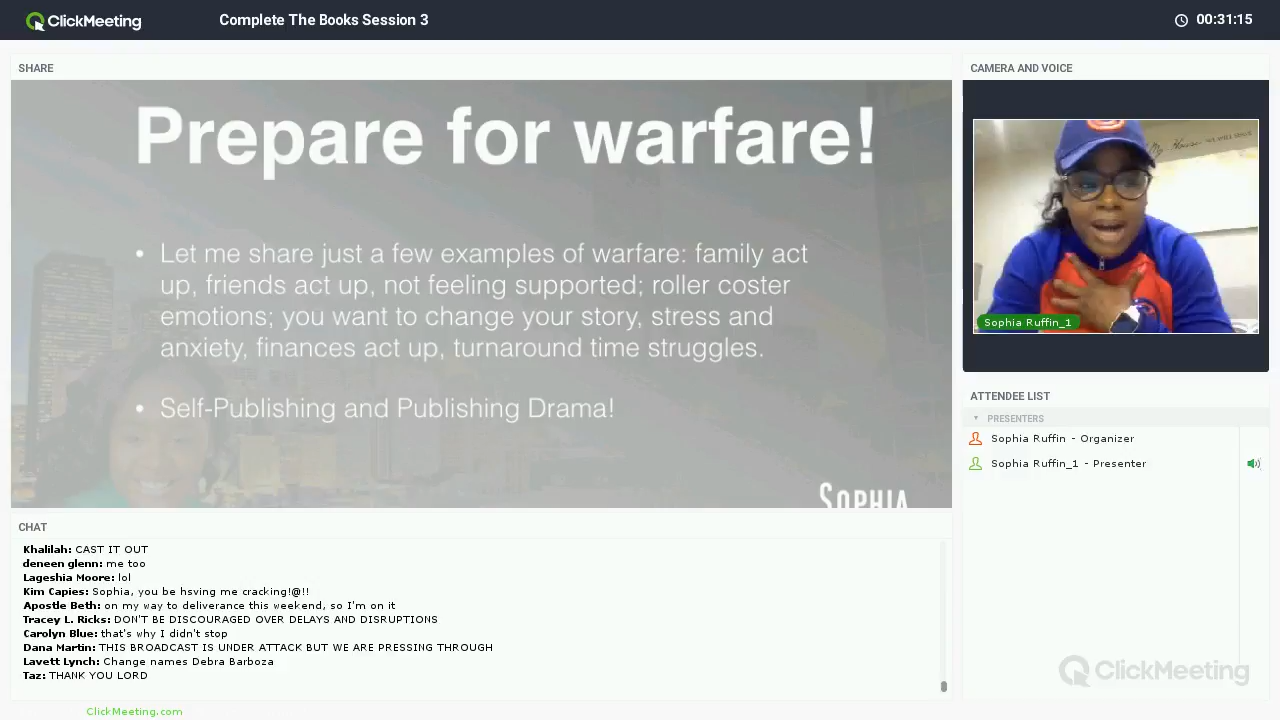 ClickMeeting
Complete The Books Session 3
00:31:15
SHARE
CAMERA AND VOICE
Prepare for warfare!
• Let me share just a few examples of warfare: family act
up, friends act up, not feeling supported; roller coster
emotions; you want to change your story, stress and
anxiety, finances act up, turnaround time struggles.
• Self-Publishing and Publishing Drama!
SOPHIA
My House
Sophia Ruffin_1
ATTENDEE LIST
PRESENTERS
Sophia Ruffin - Organizer
Sophia Ruffin_1 - Presenter
CHAT
Khalilah: CAST IT OUT
deneen glenn: me too
Lageshia Moore: lol
Kim Capies: Sophia, you be hsving me cracking!@!!
Apostle Beth: on my way to deliverance this weekend, so I'm on it
Tracey L. Ricks: DON'T BE DISCOURAGED OVER DELAYS AND DISRUPTIONS
Carolyn Blue: that's why I didn't stop
Dana Martin: THIS BROADCAST IS UNDER ATTACK BUT WE ARE PRESSING THROUGH
Lavett Lynch: Change names Debra Barboza
Taz: THANK YOU LORD
ClickMeeting
ClickMeeting.com